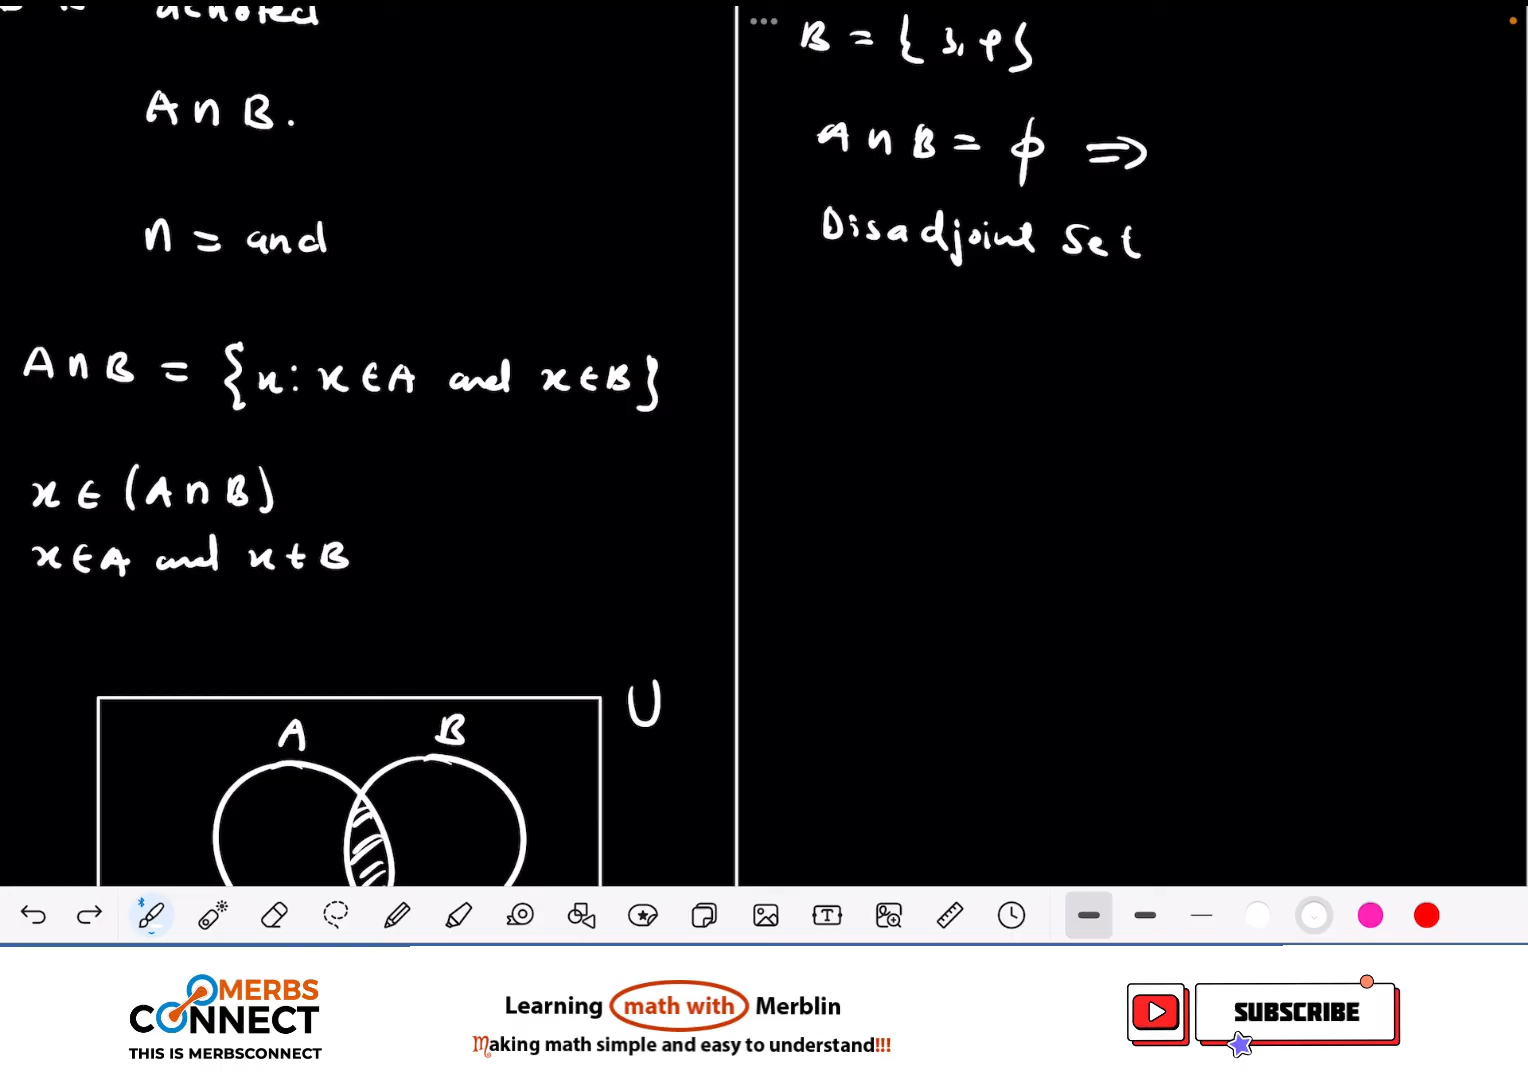 denoted
A ∩ B.
∩ = and
A ∩ B = {x: x ∈ A and x ∈ B}
x ∈ (A ∩ B)
x ∈ A and x ∈ B
U
A B
B = {3, 9}
A ∩ B = ϕ ⇒
Disadjoint Set
MERBS
CONNECT
THIS IS MERBSCONNECT
Learning math with Merblin
Making math simple and easy to understand!!!
SUBSCRIBE